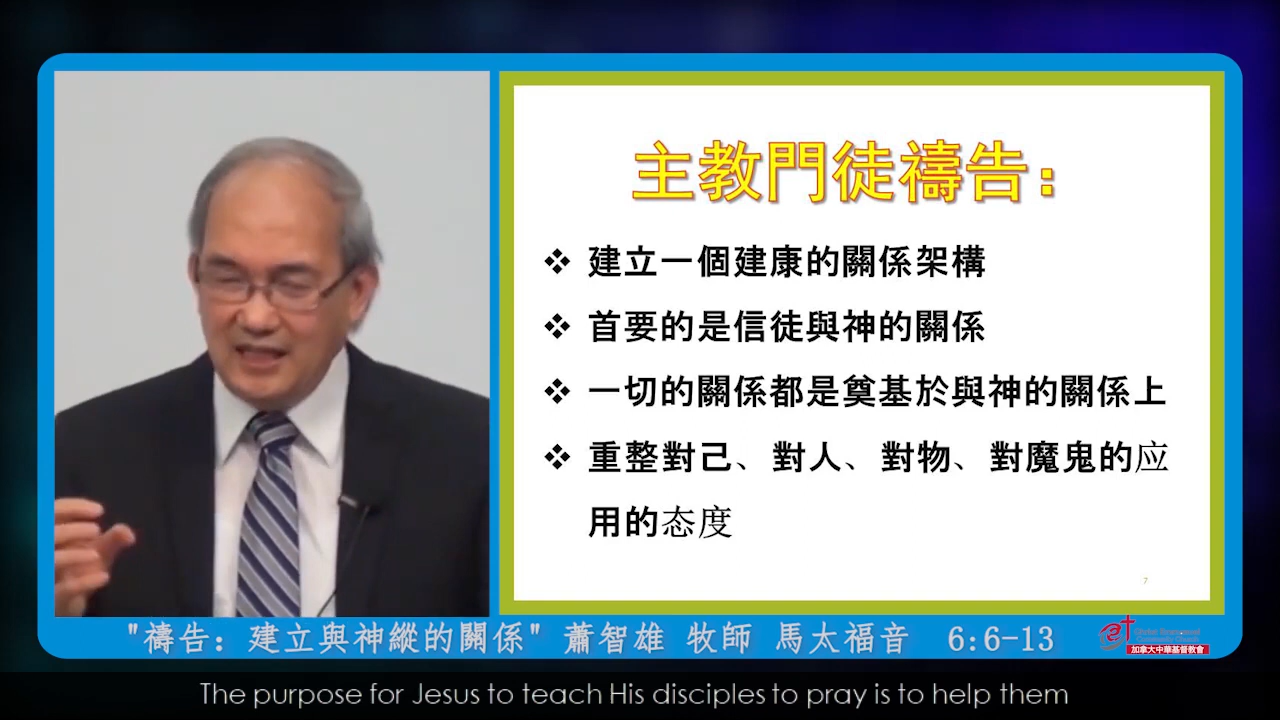 主教門徒禱告：
❖ 建立一個建康的關係架構
❖ 首要的是信徒與神的關係
❖ 一切的關係都是奠基於與神的關係上
❖ 重整對己、對人、對物、對魔鬼的应
用的态度
7
"禱告：建立與神縱的關係" 蕭智雄 牧師 馬太福音 6:6-13
加拿大中華基督教會
The purpose for Jesus to teach His disciples to pray is to help them